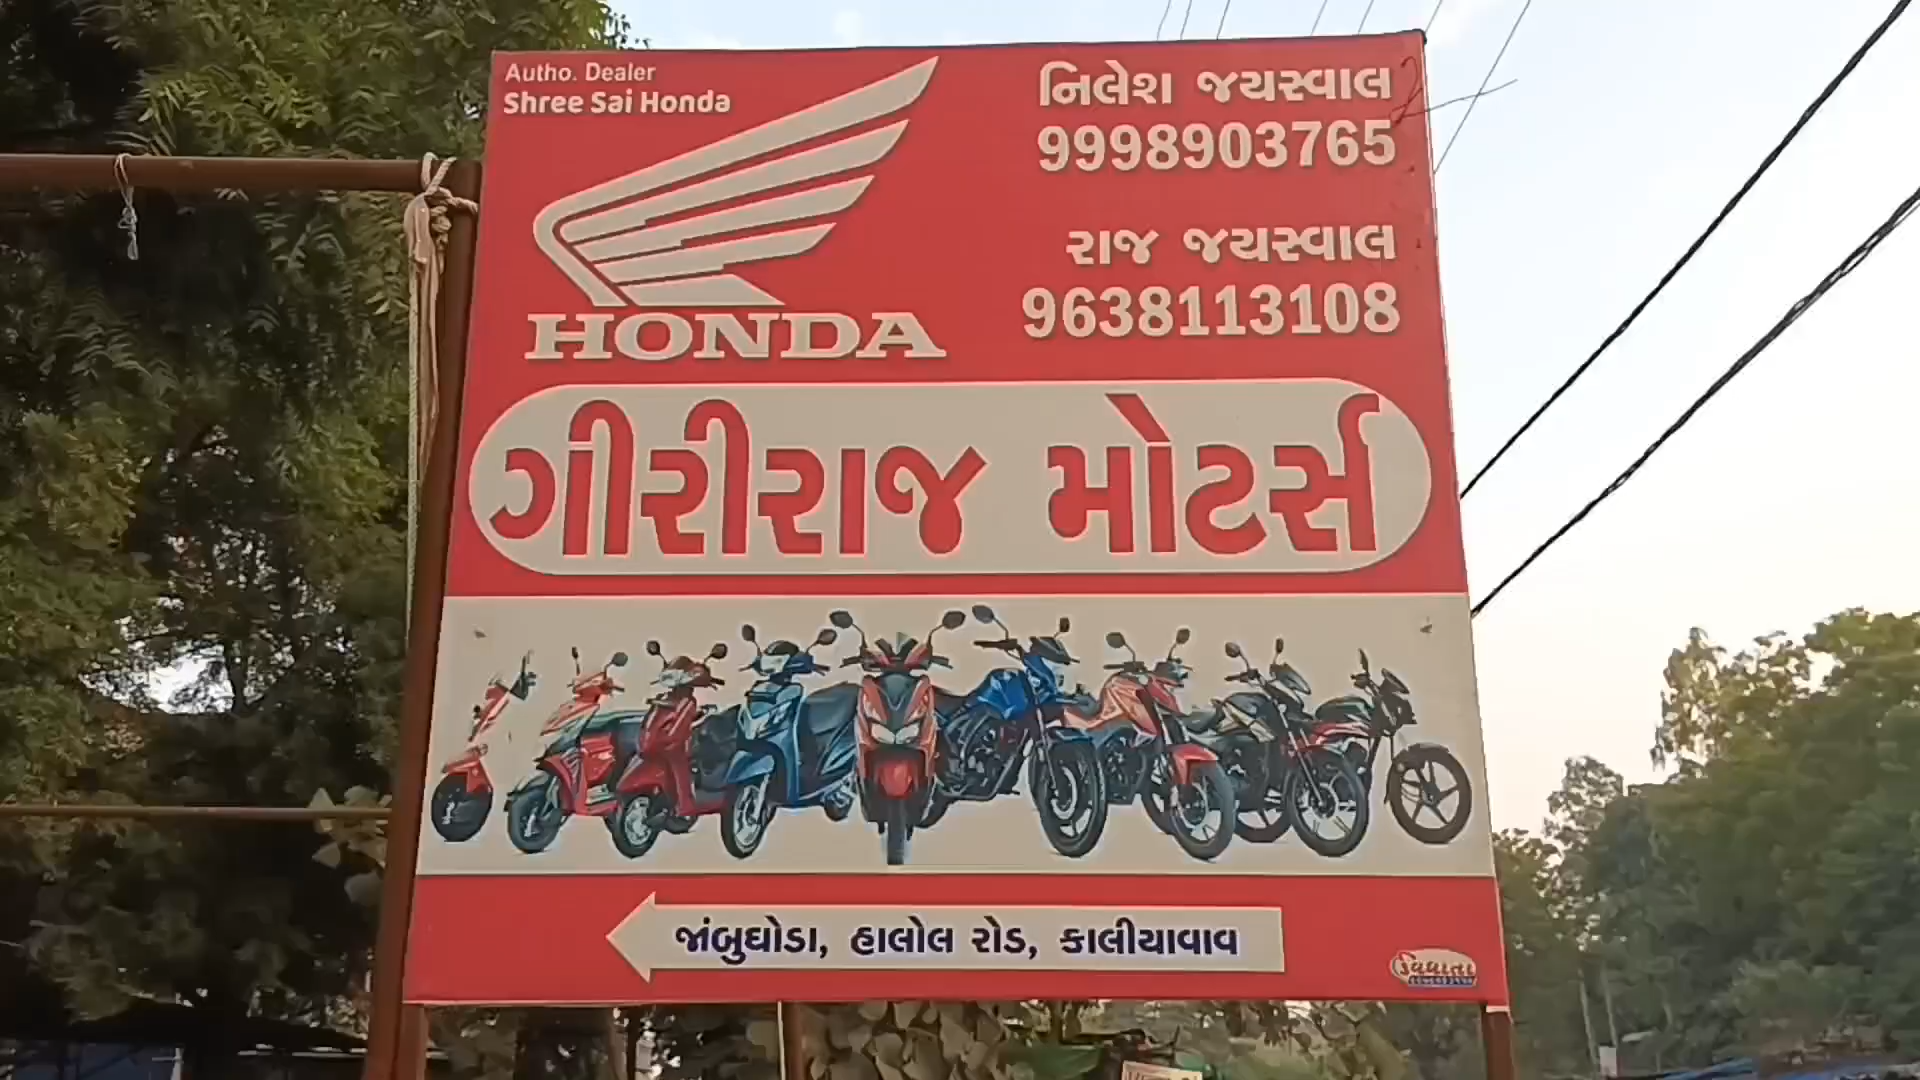 Autho. Dealer
Shree Sai Honda
HONDA
નિલેશ જયસ્વાલ
9998903765
રાજ જયસ્વાલ
9638113108
ગીરીરાજ મોટર્સ
જાંબુઘોડા, હાલોલ રોડ, કાલીયાવાવ
વિધાતા